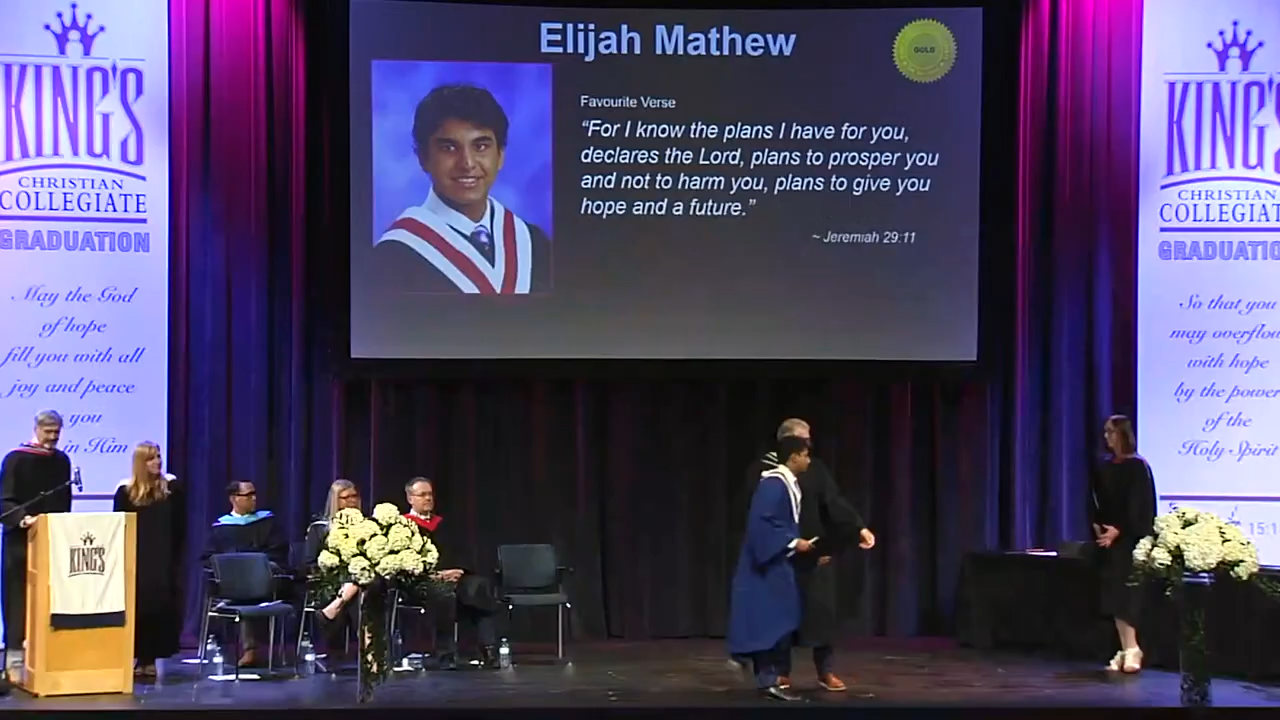 Elijah Mathew
GOLD
Favourite Verse
“For I know the plans I have for you,
declares the Lord, plans to prosper you
and not to harm you, plans to give you
hope and a future.”
~ Jeremiah 29:11
KING'S
CHRISTIAN
COLLEGIATE
GRADUATION
May the God
of hope
fill you with all
joy and peace
you
in Him
KING'S
KING'S
CHRISTIAN
COLLEGIAT
GRADUATIO
So that you
may overflow
with hope
by the power
of the
Holy Spirit
15:1